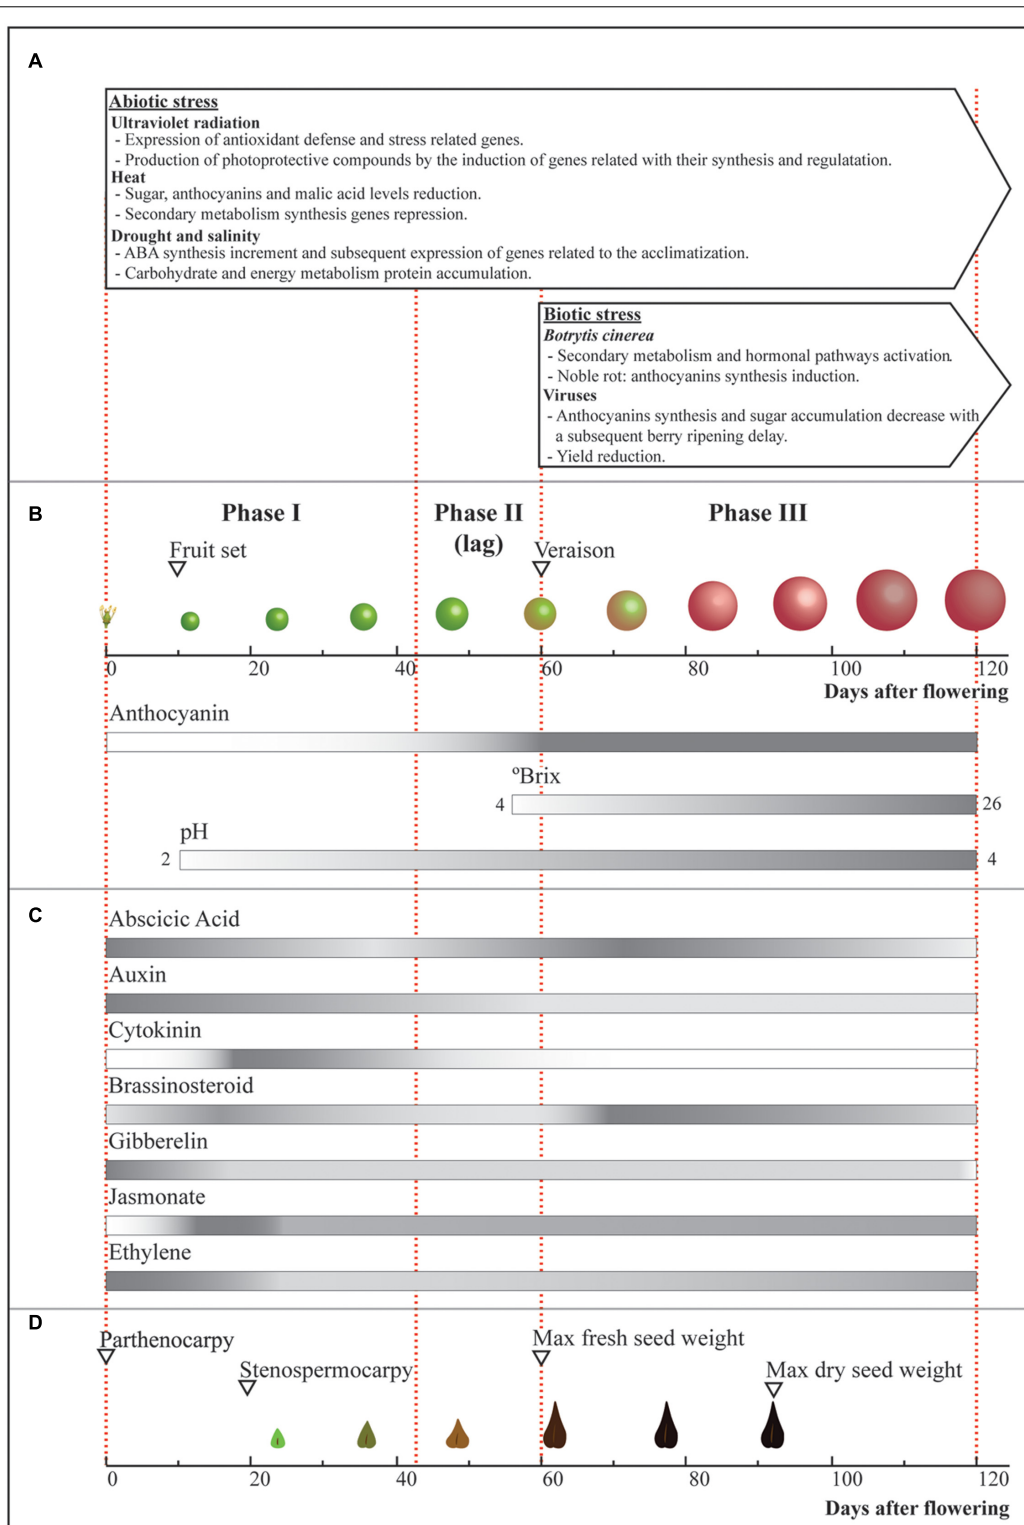 A
Abiotic stress
Ultraviolet radiation
- Expression of antioxidant defense and stress related genes.
- Production of photoprotective compounds by the induction of genes related with their synthesis and regulatation.
Heat
- Sugar, anthocyanins and malic acid levels reduction.
- Secondary metabolism synthesis genes repression.
Drought and salinity
- ABA synthesis increment and subsequent expression of genes related to the acclimatization.
- Carbohydrate and energy metabolism protein accumulation.
Biotic stress
Botrytis cinerea
- Secondary metabolism and hormonal pathways activation.
- Noble rot: anthocyanins synthesis induction.
Viruses
- Anthocyanins synthesis and sugar accumulation decrease with
a subsequent berry ripening delay.
- Yield reduction.
B
Phase I Phase II Phase III
(lag)
Fruit set Veraison
0 20 40 60 80 100 120
Days after flowering
Anthocyanin
ºBrix
4 26
pH
2 4
C
Abscicic Acid
Auxin
Cytokinin
Brassinosteroid
Gibberelin
Jasmonate
Ethylene
D
Parthenocarpy Max fresh seed weight
Stenospermocarpy Max dry seed weight
0 20 40 60 80 100 120
Days after flowering